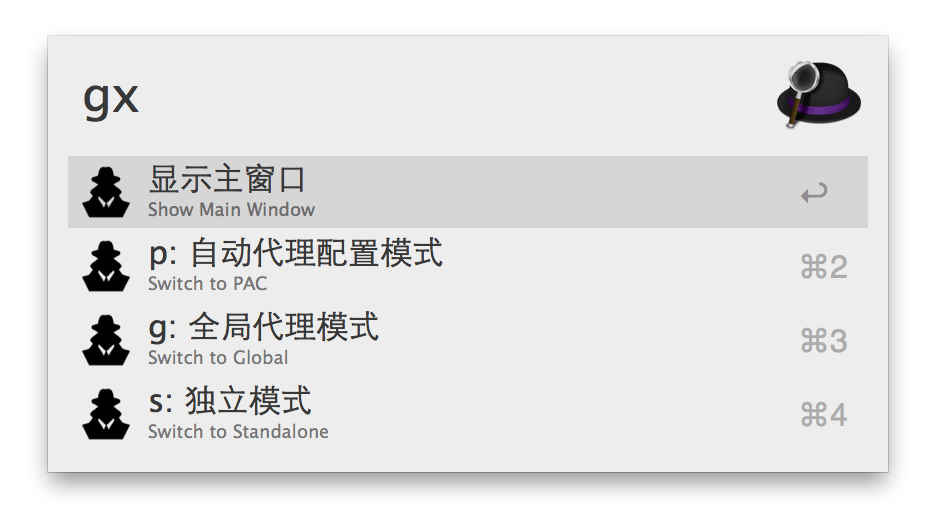 gx
显示主窗口
Show Main Window
↩
p: 自动代理配置模式
Switch to PAC
⌘2
g: 全局代理模式
Switch to Global
⌘3
s: 独立模式
Switch to Standalone
⌘4